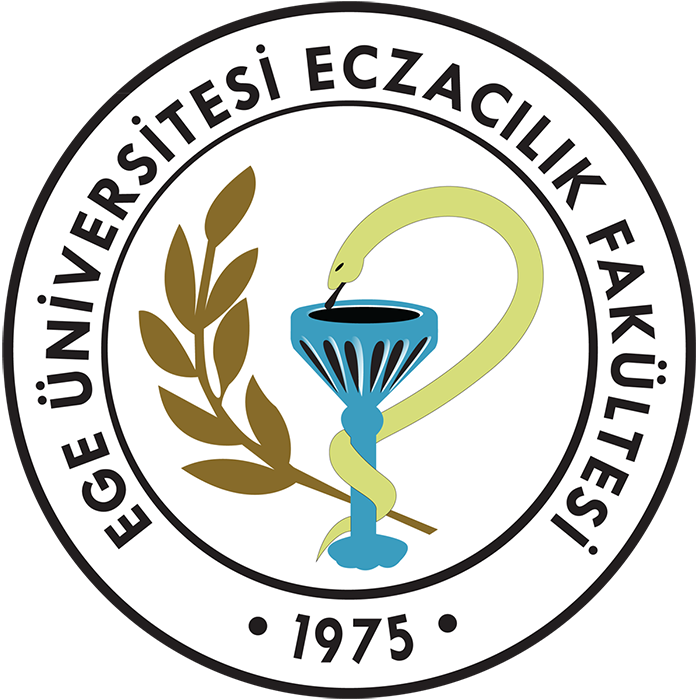 EGE ÜNİVERSİTESİ ECZACILIK FAKÜLTESİ
• 1975 •